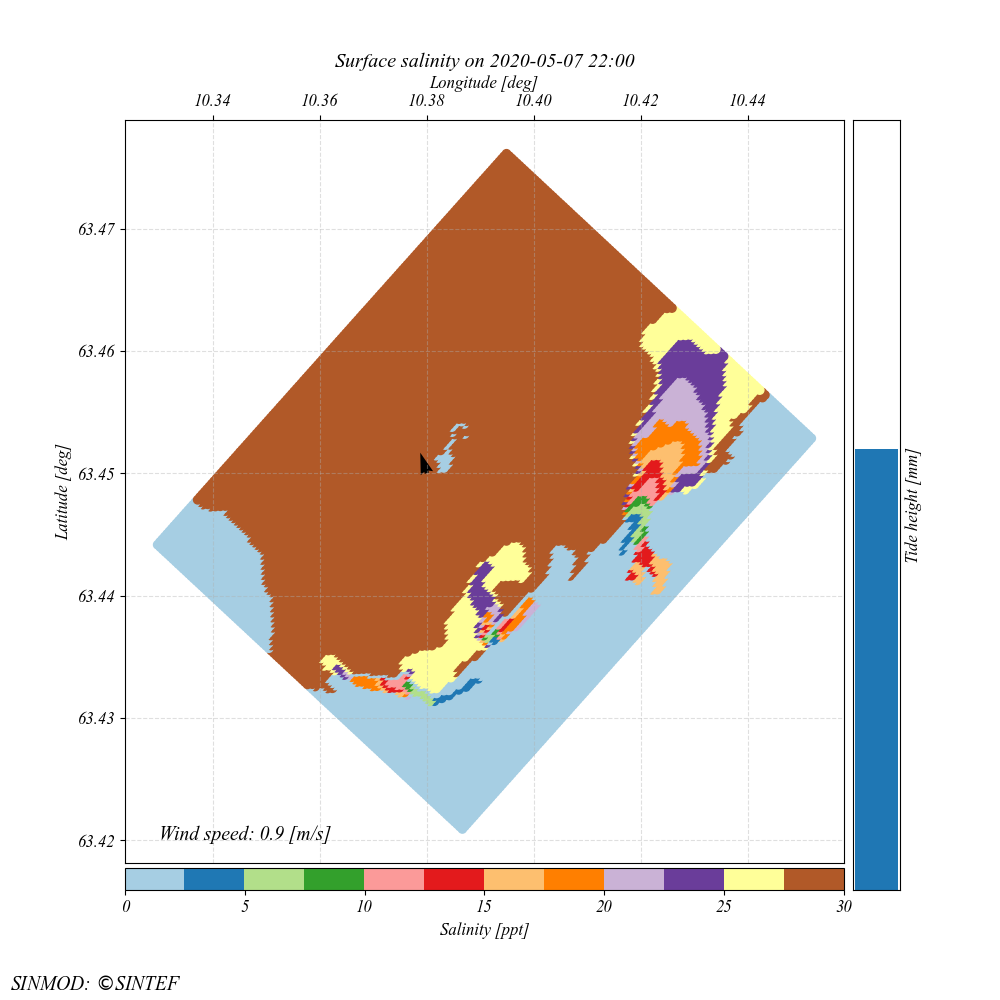 Surface salinity on 2020-05-07 22:00
Longitude [deg]
10.34 10.36 10.38 10.40 10.42 10.44
63.47
63.46
63.45
63.44
63.43
63.42
Latitude [deg]
Tide height [mm]
Wind speed: 0.9 [m/s]
0 5 10 15 20 25 30
Salinity [ppt]
SINMOD: ©SINTEF